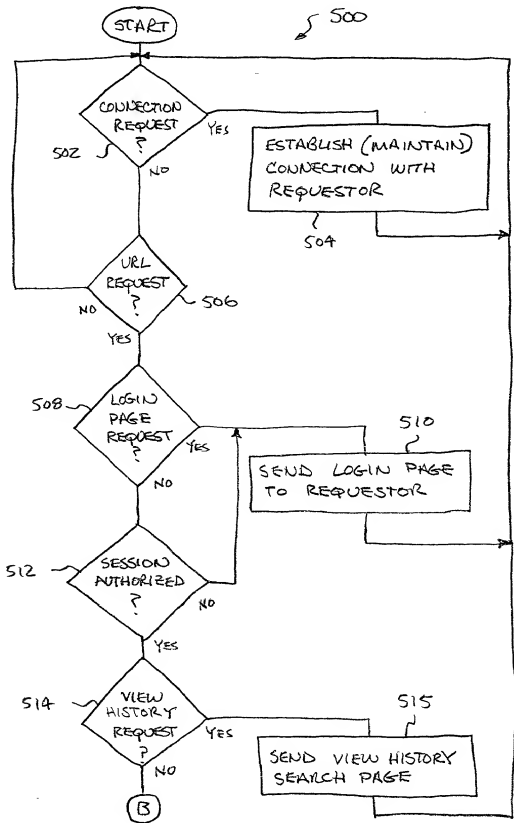 START
500
CONNECTION
REQUEST
?
502
YES
NO
ESTABLISH (MAINTAIN)
CONNECTION WITH
REQUESTOR
504
URL
REQUEST
?
506
NO
YES
508
LOGIN
PAGE
REQUEST
?
YES
NO
510
SEND LOGIN PAGE
TO REQUESTOR
512
SESSION
AUTHORIZED
?
NO
YES
514
VIEW
HISTORY
REQUEST
?
YES
NO
515
SEND VIEW HISTORY
SEARCH PAGE
B